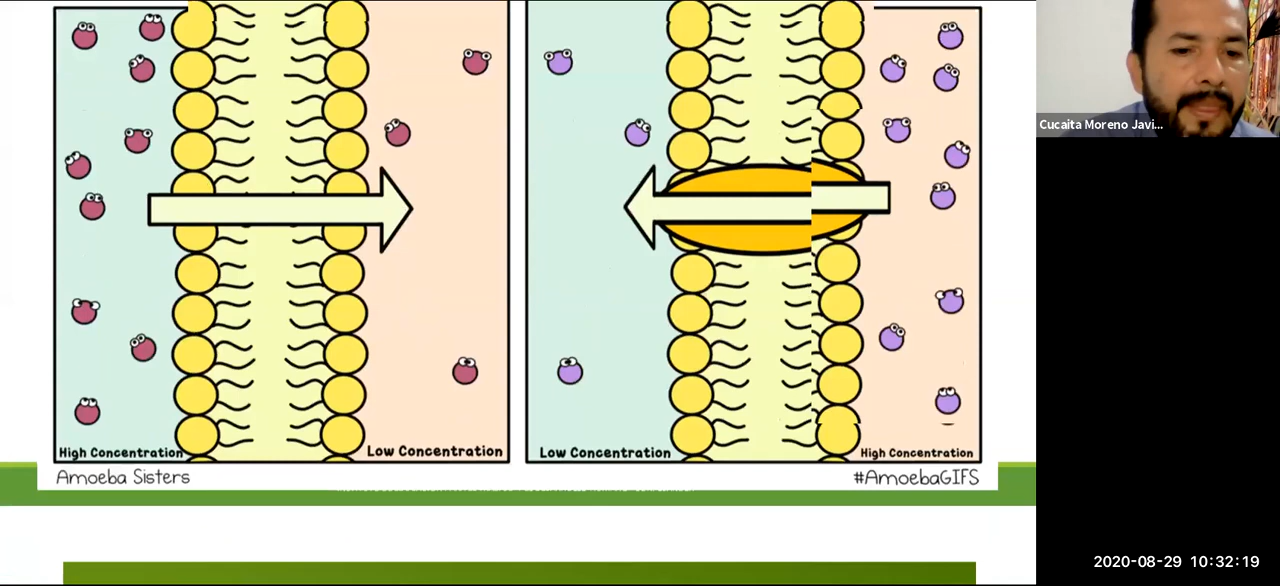 Cucaita Moreno Javi...
High Concentration
Low Concentration
Low Concentration
High Concentration
Amoeba Sisters
#AmoebaGIFS
2020-08-29 10:32:19